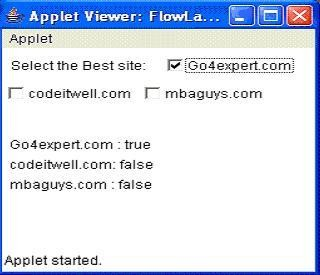 Applet Viewer: FlowLa...
Applet
Select the Best site: Go4expert.com
codeitwell.com mbaguys.com
Go4expert.com : true
codeitwell.com: false
mbaguys.com : false
Applet started.